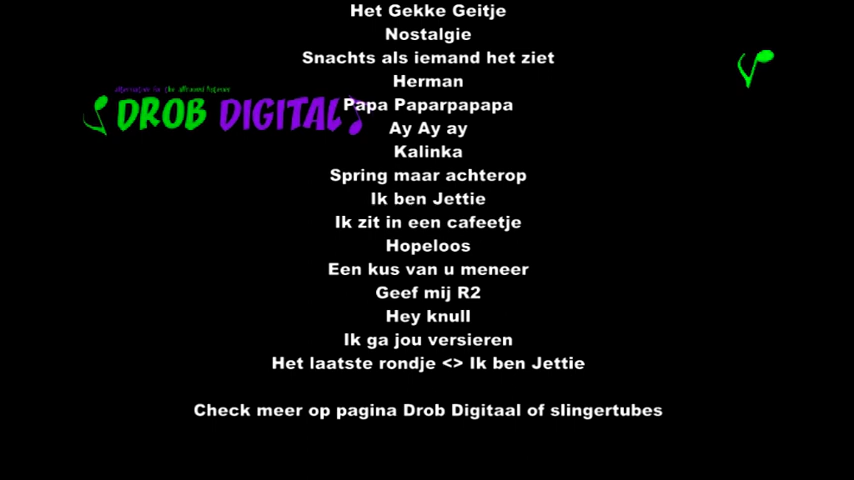 Het Gekke Geitje
Nostalgie
Snachts als iemand het ziet
Herman
DROB DIGITAL
Papa Paparpapapa
Ay Ay ay
Kalinka
Spring maar achterop
Ik ben Jettie
Ik zit in een cafeetje
Hopeloos
Een kus van u meneer
Geef mij R2
Hey knull
Ik ga jou versieren
Het laatste rondje <> Ik ben Jettie
Check meer op pagina Drob Digitaal of slingertubes